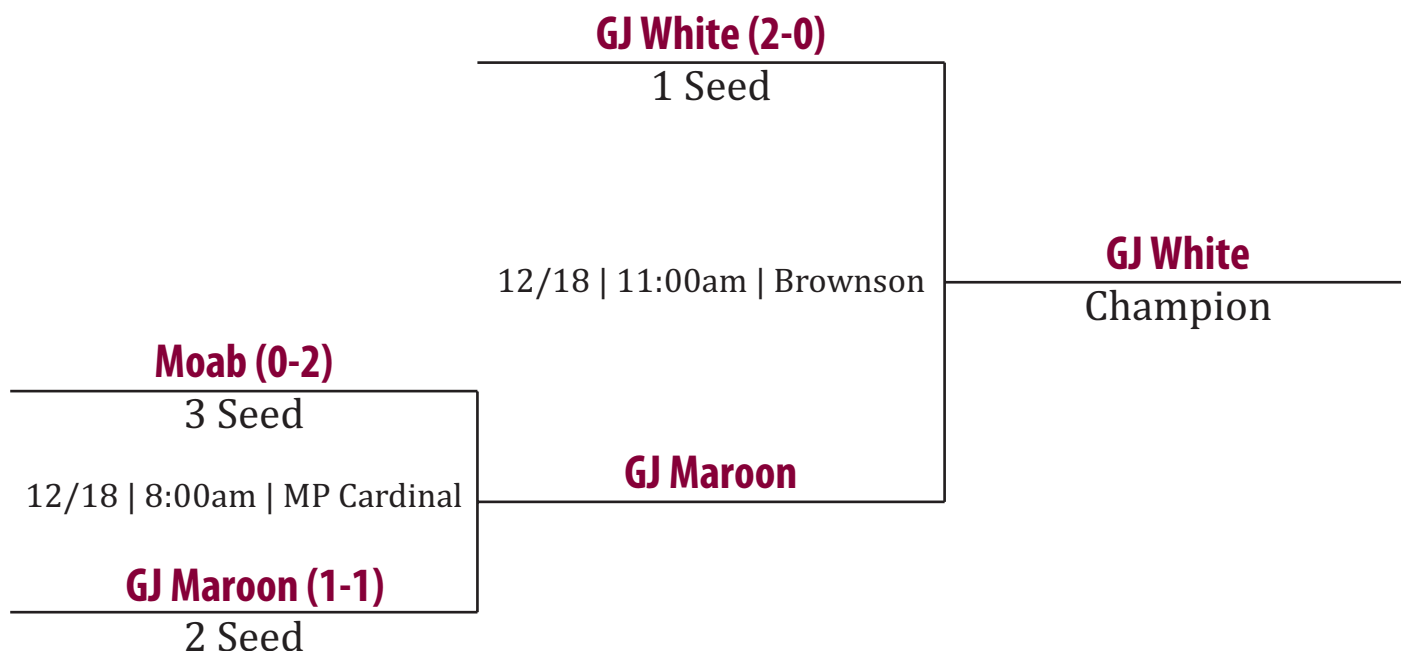 GJ White (2-0)
1 Seed
12/18 | 11:00am | Brownson
GJ White
Champion
Moab (0-2)
3 Seed
12/18 | 8:00am | MP Cardinal
GJ Maroon
GJ Maroon (1-1)
2 Seed